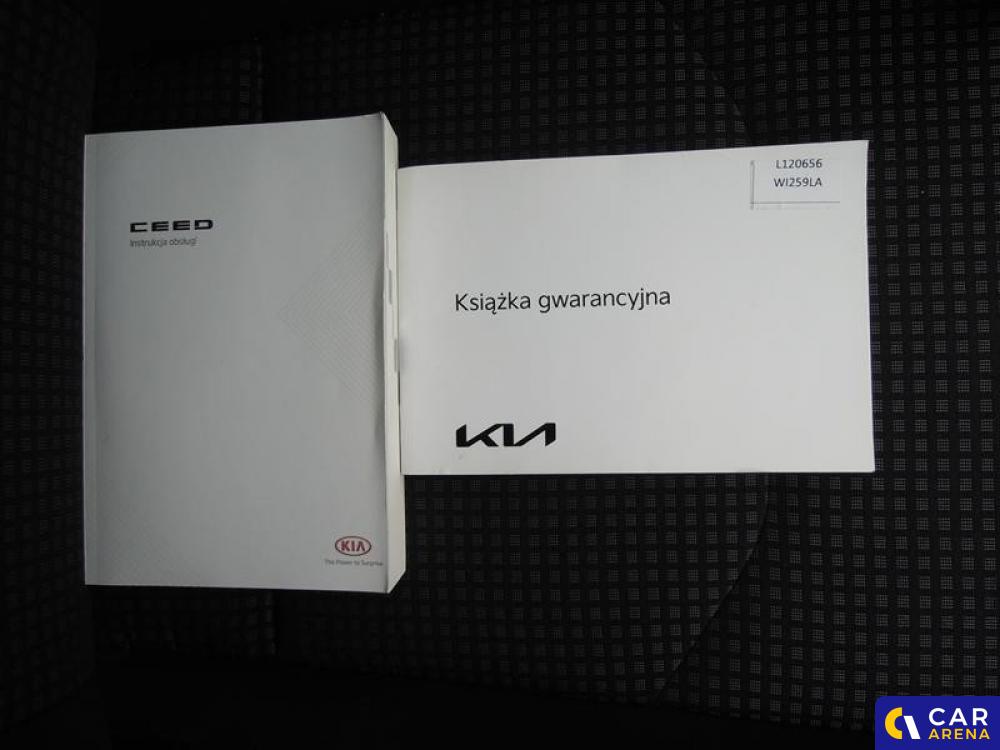 CEED
Instrukcja obsługi
KIA
The Power to Surprise
L120656
WI259LA
Książka gwarancyjna
KIA
CAR
ARENA